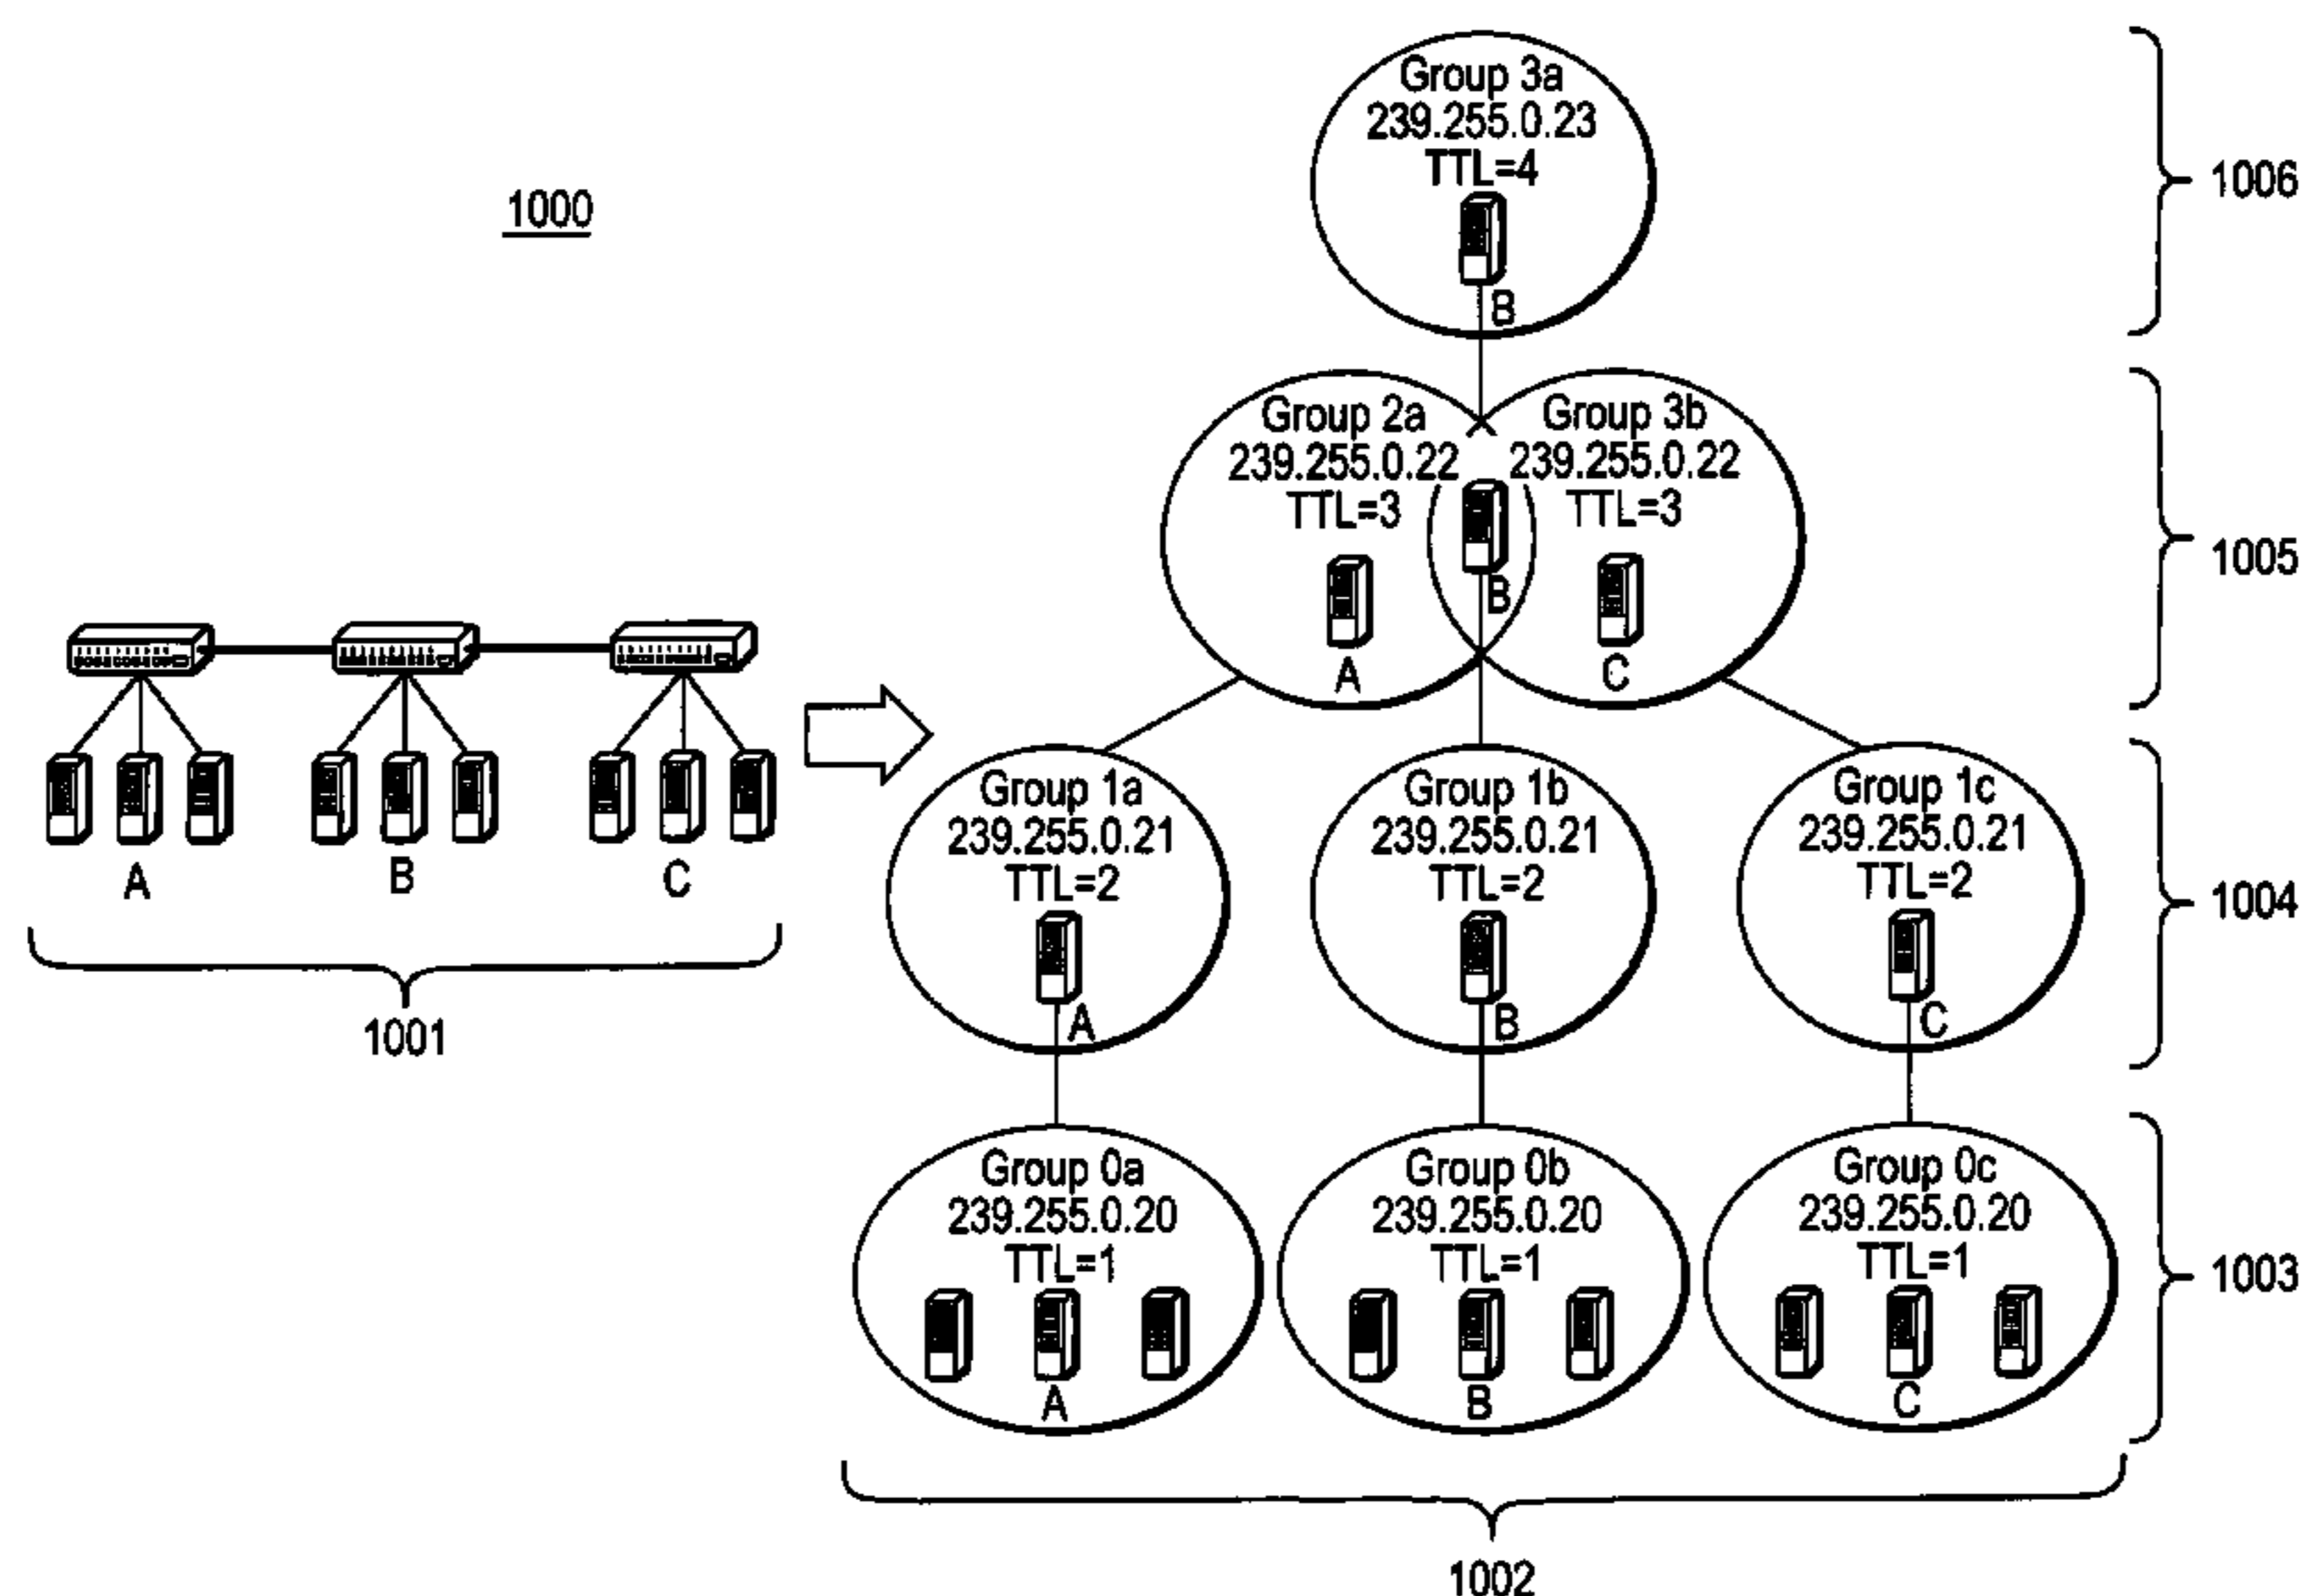 1000
Group 3a
239.255.0.23
TTL=4
B
1006
Group 2a
239.255.0.22
TTL=3
A
B
Group 3b
239.255.0.22
TTL=3
C
1005
A
B
C
1001
Group 1a
239.255.0.21
TTL=2
A
Group 1b
239.255.0.21
TTL=2
B
Group 1c
239.255.0.21
TTL=2
C
1004
Group 0a
239.255.0.20
TTL=1
A
Group 0b
239.255.0.20
TTL=1
B
Group 0c
239.255.0.20
TTL=1
C
1003
1002